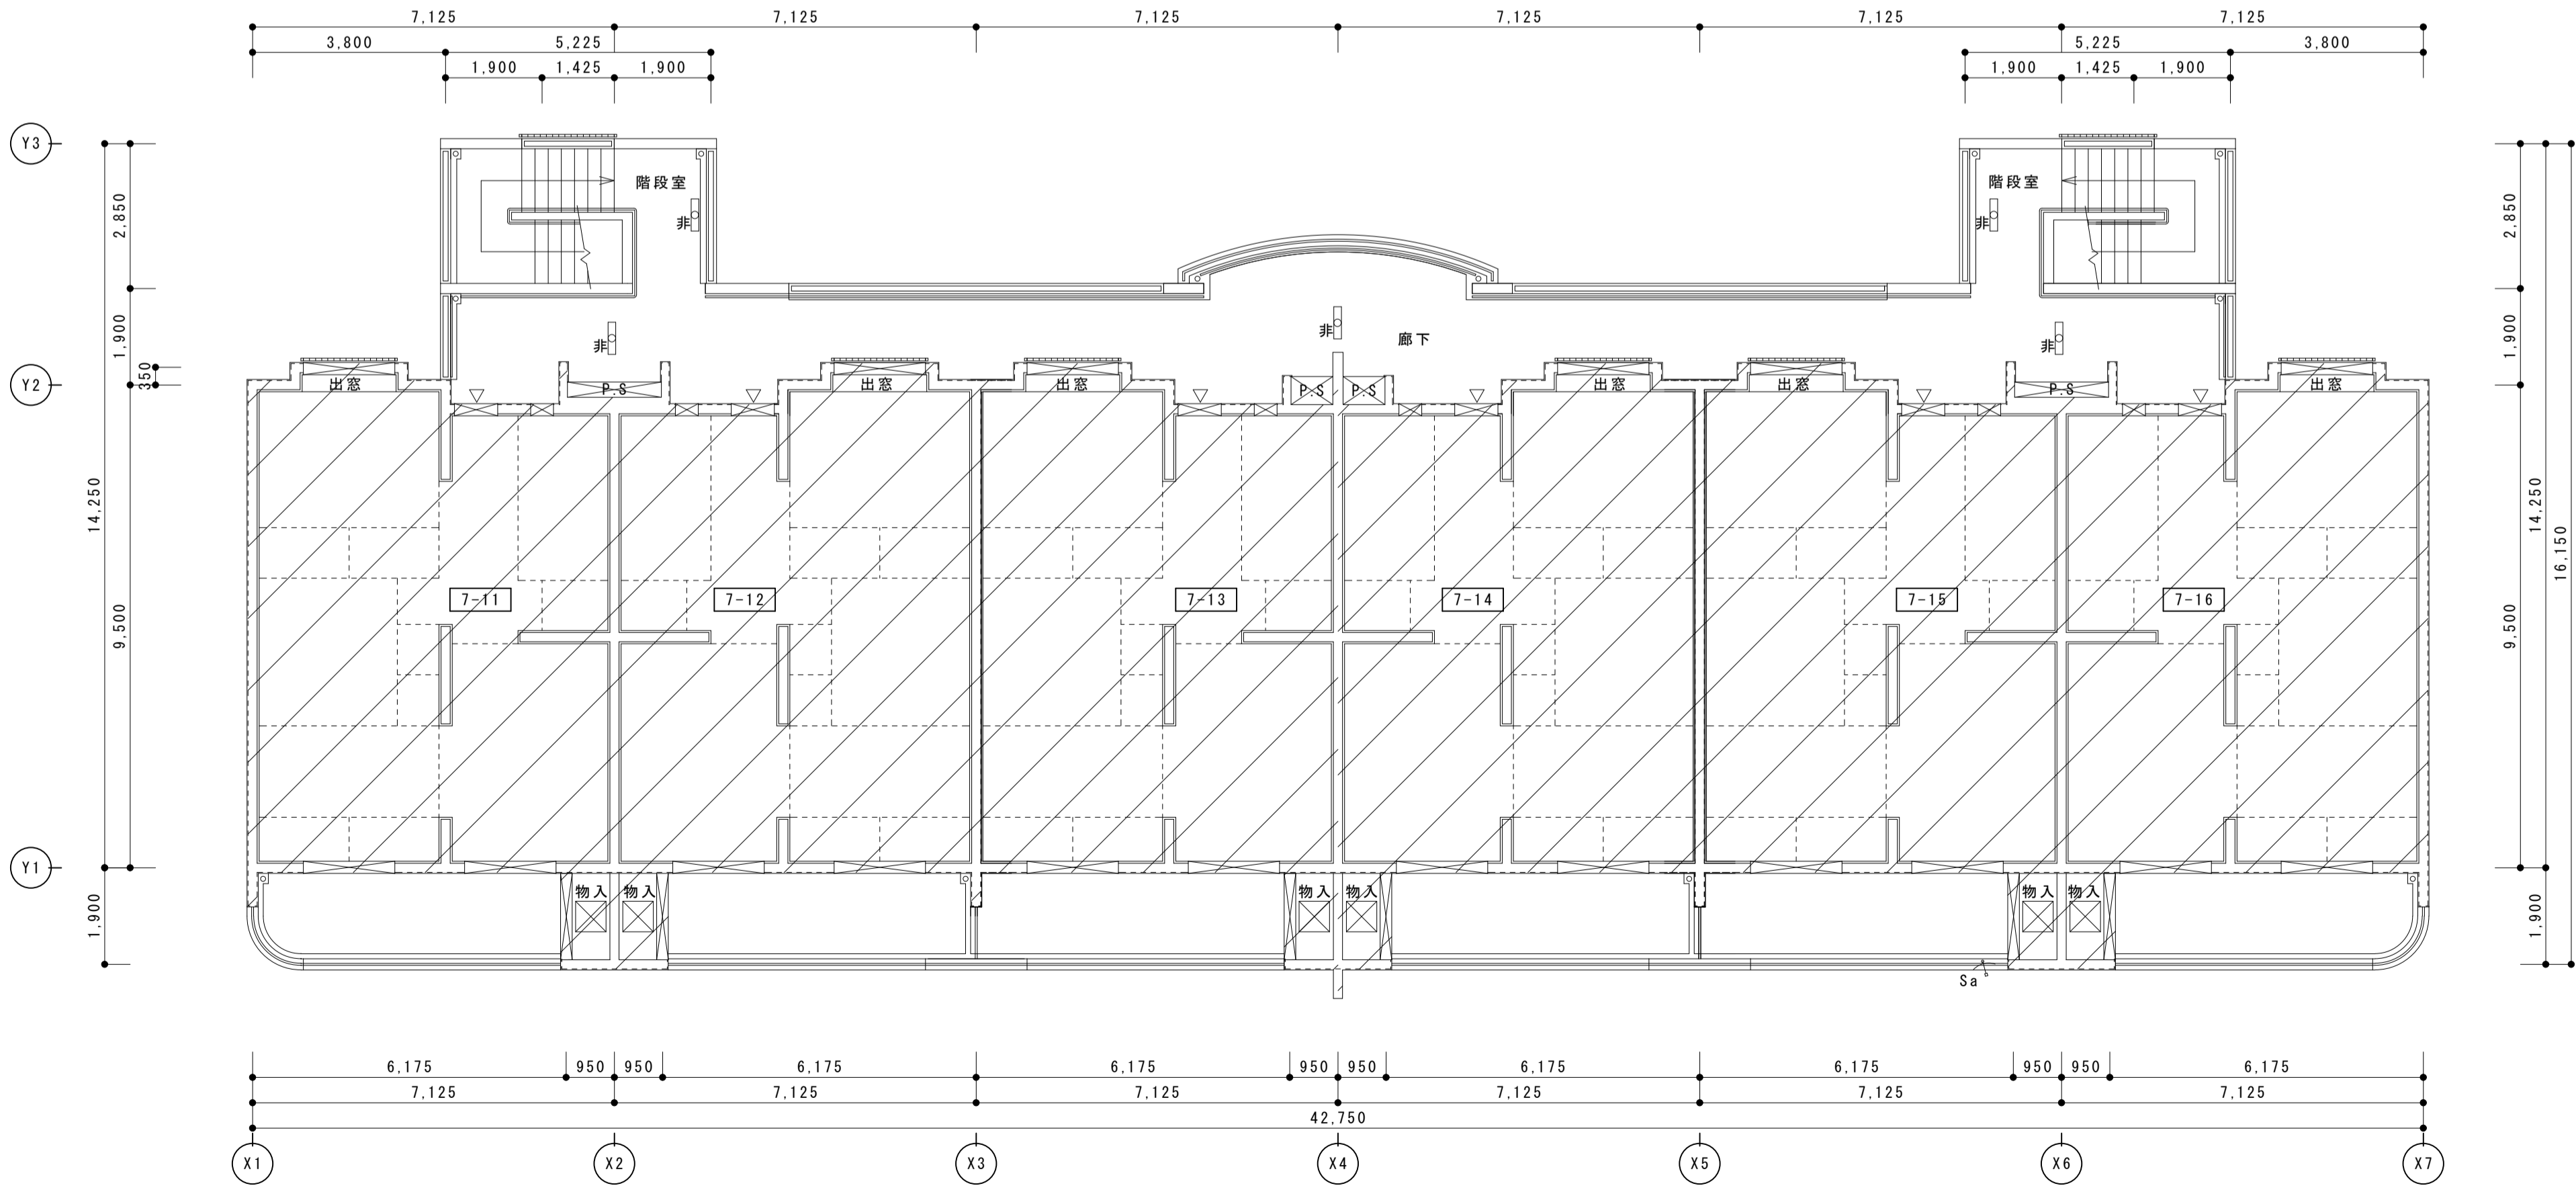 7,125 7,125 7,125 7,125 7,125 7,125
3,800 5,225 5,225 3,800
1,900 1,425 1,900 1,900 1,425 1,900
Y3
階段室 階段室
2,850 2,850
非 非
1,900 1,900
非 非 廊下 非
350
Y2
出窓 P.S 出窓 出窓 P.S P.S 出窓 出窓 P.S 出窓
14,250 14,250
16,150
9,500 9,500
7-11 7-12 7-13 7-14 7-15 7-16
Y1
物入 物入 物入 物入 物入 物入
1,900 1,900
Sa
6,175 950 950 6,175 6,175 950 950 6,175 6,175 950 950 6,175
7,125 7,125 7,125 7,125 7,125 7,125
42,750
X1 X2 X3 X4 X5 X6 X7